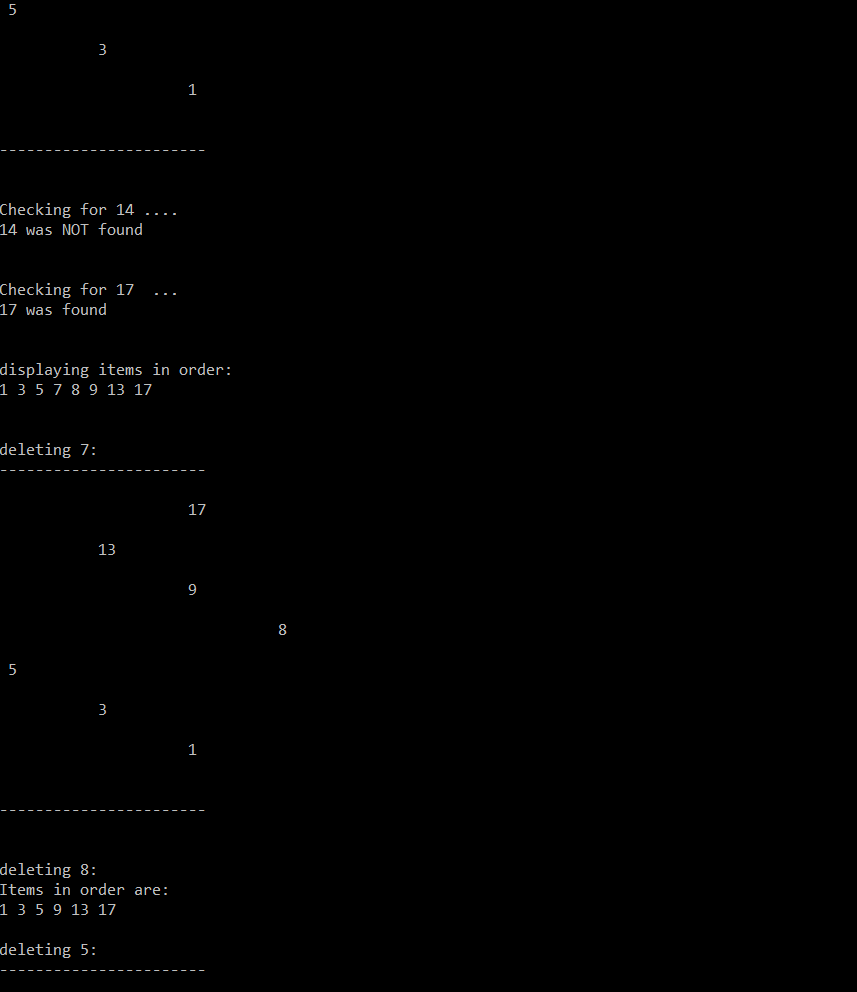 5
3
1
-----------------------
Checking for 14 ....
14 was NOT found
Checking for 17  ...
17 was found
displaying items in order:
1 3 5 7 8 9 13 17
deleting 7:
-----------------------
17
13
9
8
5
3
1
-----------------------
deleting 8:
Items in order are:
1 3 5 9 13 17
deleting 5:
-----------------------